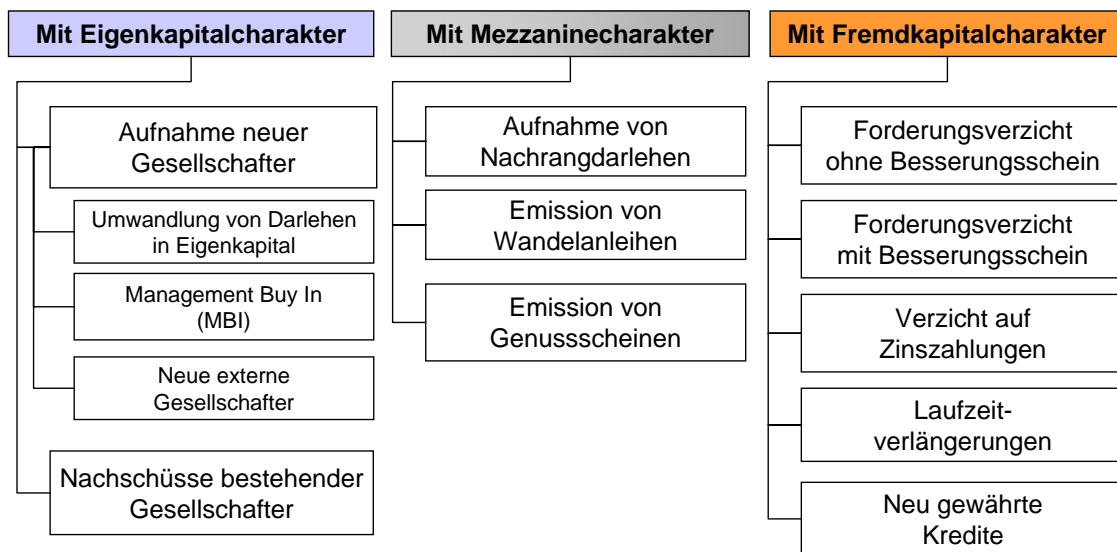 Mit Eigenkapitalcharakter
Aufnahme neuer
Gesellschafter
Umwandlung von Darlehen
in Eigenkapital
Management Buy In
(MBI)
Neue externe
Gesellschafter
Nachschüsse bestehender
Gesellschafter
Mit Mezzaninecharakter
Aufnahme von
Nachrangdarlehen
Emission von
Wandelanleihen
Emission von
Genussscheinen
Mit Fremdkapitalcharakter
Forderungsverzicht
ohne Besserungsschein
Forderungsverzicht
mit Besserungsschein
Verzicht auf
Zinszahlungen
Laufzeit-
verlängerungen
Neu gewährte
Kredite